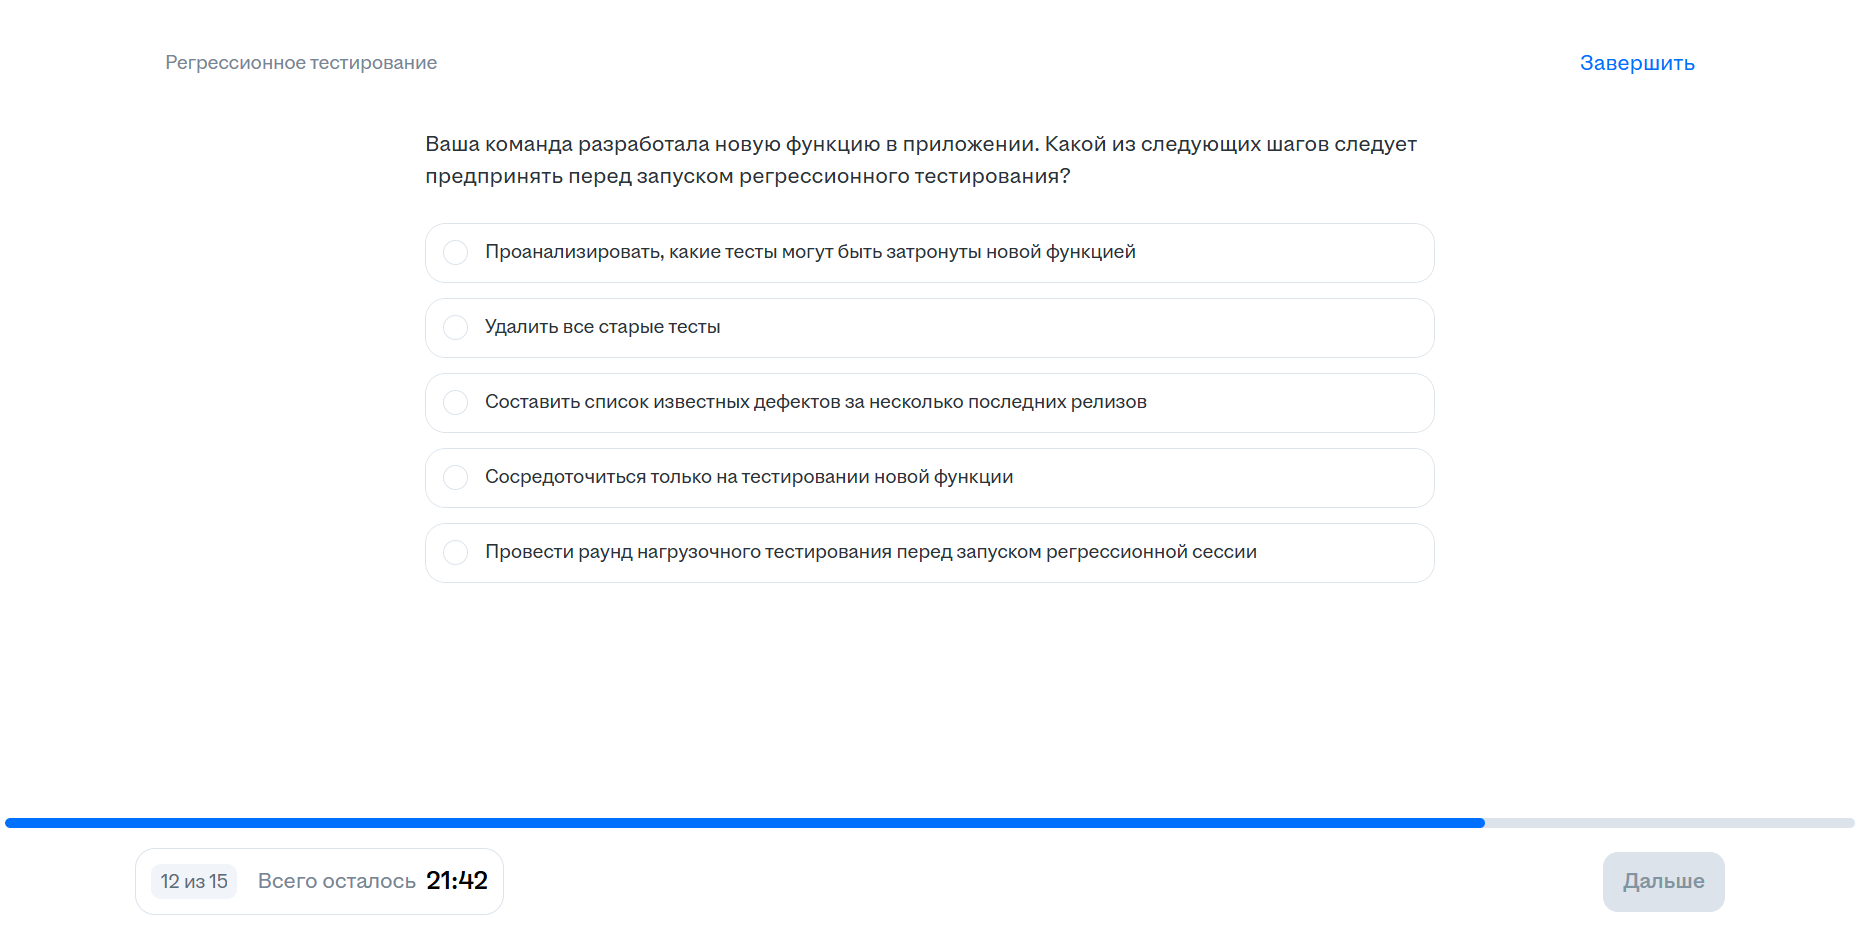 Регрессионное тестирование
Завершить
Ваша команда разработала новую функцию в приложении. Какой из следующих шагов следует
предпринять перед запуском регрессионного тестирования?
Проанализировать, какие тесты могут быть затронуты новой функцией
Удалить все старые тесты
Составить список известных дефектов за несколько последних релизов
Сосредоточиться только на тестировании новой функции
Провести раунд нагрузочного тестирования перед запуском регрессионной сессии
12 из 15
Всего осталось 21:42
Дальше